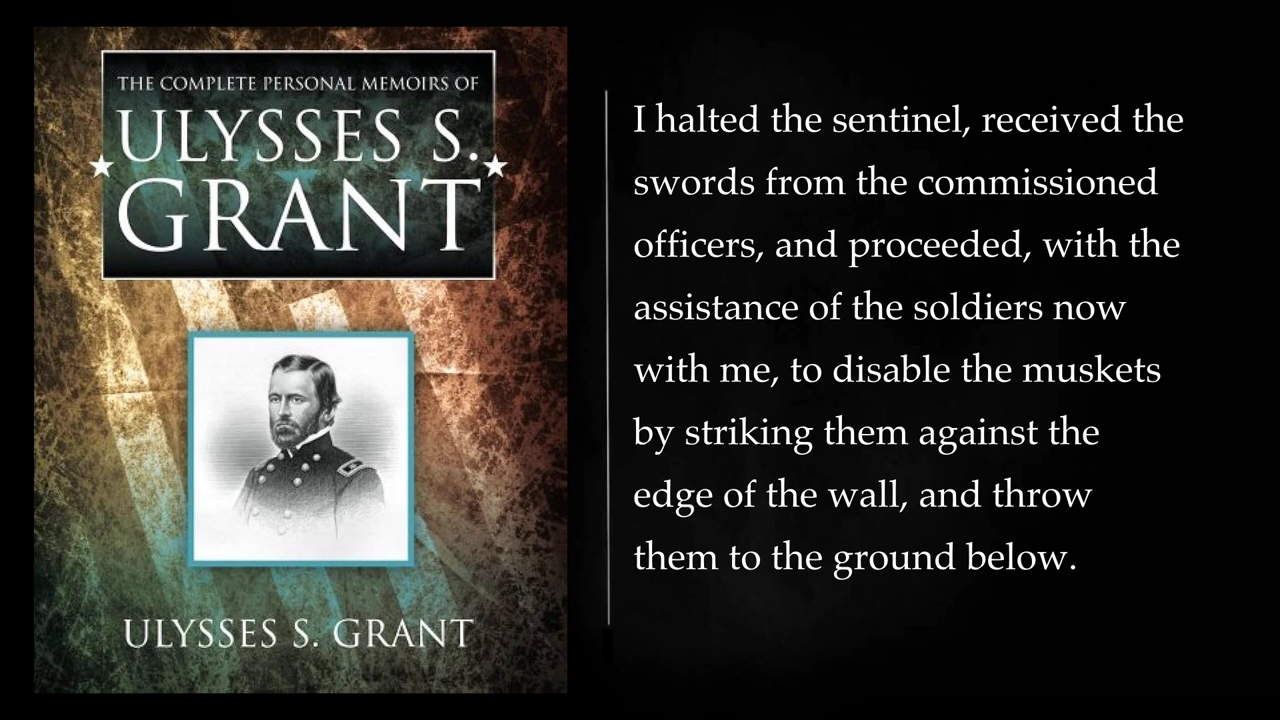 THE COMPLETE PERSONAL MEMOIRS OF
ULYSSES S.
GRANT
ULYSSES S. GRANT
I halted the sentinel, received the
swords from the commissioned
officers, and proceeded, with the
assistance of the soldiers now
with me, to disable the muskets
by striking them against the
edge of the wall, and throw
them to the ground below.